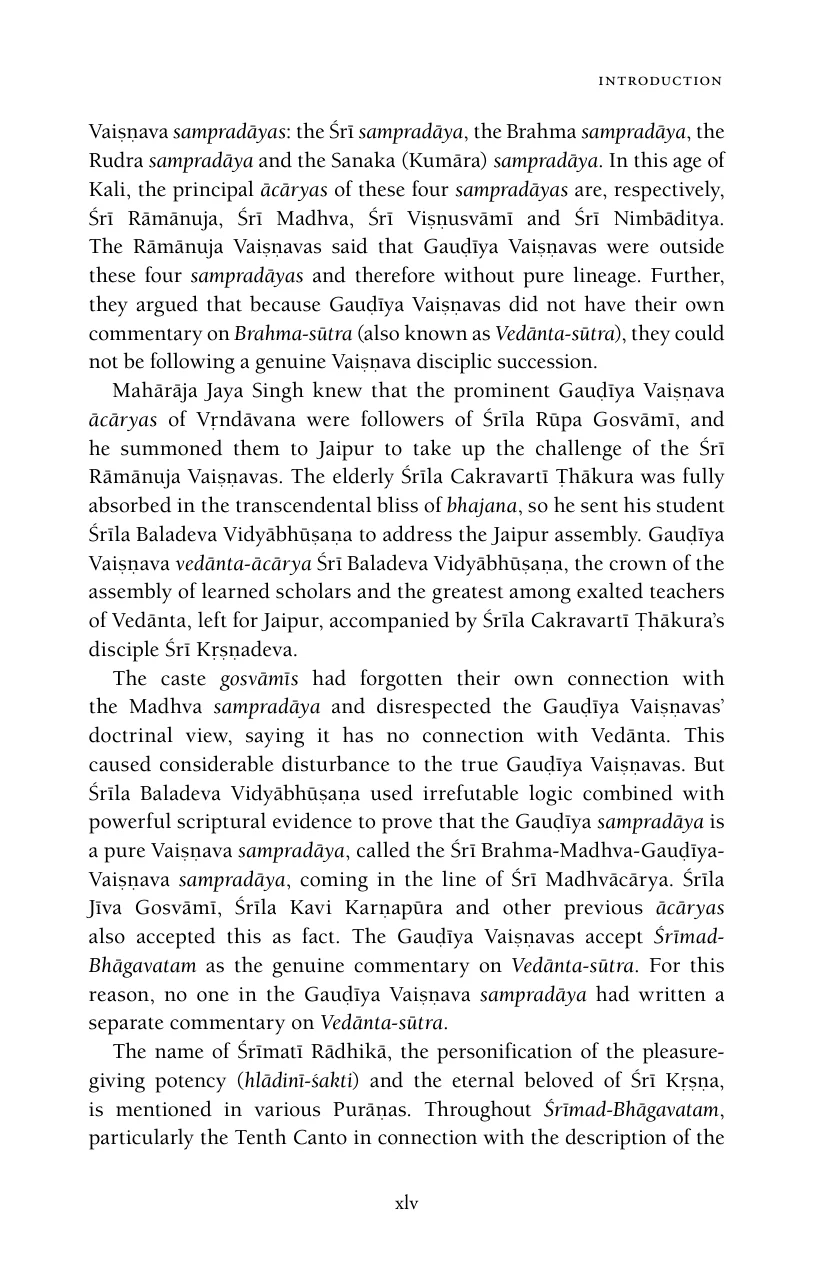 INTRODUCTION
Vaiṣṇava sampradāyas: the Śrī sampradāya, the Brahma sampradāya, the
Rudra sampradāya and the Sanaka (Kumāra) sampradāya. In this age of
Kali, the principal ācāryas of these four sampradāyas are, respectively,
Śrī Rāmānuja, Śrī Madhva, Śrī Viṣṇusvāmī and Śrī Nimbāditya.
The Rāmānuja Vaiṣṇavas said that Gauḍīya Vaiṣṇavas were outside
these four sampradāyas and therefore without pure lineage. Further,
they argued that because Gauḍīya Vaiṣṇavas did not have their own
commentary on Brahma-sūtra (also known as Vedānta-sūtra), they could
not be following a genuine Vaiṣṇava disciplic succession.
Mahārāja Jaya Singh knew that the prominent Gauḍīya Vaiṣṇava
ācāryas of Vṛndāvana were followers of Śrīla Rūpa Gosvāmī, and
he summoned them to Jaipur to take up the challenge of the Śrī
Rāmānuja Vaiṣṇavas. The elderly Śrīla Cakravartī Ṭhākura was fully
absorbed in the transcendental bliss of bhajana, so he sent his student
Śrīla Baladeva Vidyābhūṣaṇa to address the Jaipur assembly. Gauḍīya
Vaiṣṇava vedānta-ācārya Śrī Baladeva Vidyābhūṣaṇa, the crown of the
assembly of learned scholars and the greatest among exalted teachers
of Vedānta, left for Jaipur, accompanied by Śrīla Cakravartī Ṭhākura’s
disciple Śrī Kṛṣṇadeva.
The caste gosvāmīs had forgotten their own connection with
the Madhva sampradāya and disrespected the Gauḍīya Vaiṣṇavas’
doctrinal view, saying it has no connection with Vedānta. This
caused considerable disturbance to the true Gauḍīya Vaiṣṇavas. But
Śrīla Baladeva Vidyābhūṣaṇa used irrefutable logic combined with
powerful scriptural evidence to prove that the Gauḍīya sampradāya is
a pure Vaiṣṇava sampradāya, called the Śrī Brahma-Madhva-Gauḍīya-
Vaiṣṇava sampradāya, coming in the line of Śrī Madhvācārya. Śrīla
Jīva Gosvāmī, Śrīla Kavi Karṇapūra and other previous ācāryas
also accepted this as fact. The Gauḍīya Vaiṣṇavas accept Śrīmad-
Bhāgavatam as the genuine commentary on Vedānta-sūtra. For this
reason, no one in the Gauḍīya Vaiṣṇava sampradāya had written a
separate commentary on Vedānta-sūtra.
The name of Śrīmatī Rādhikā, the personification of the pleasure-
giving potency (hlādinī-śakti) and the eternal beloved of Śrī Kṛṣṇa,
is mentioned in various Purāṇas. Throughout Śrīmad-Bhāgavatam,
particularly the Tenth Canto in connection with the description of the
xlv